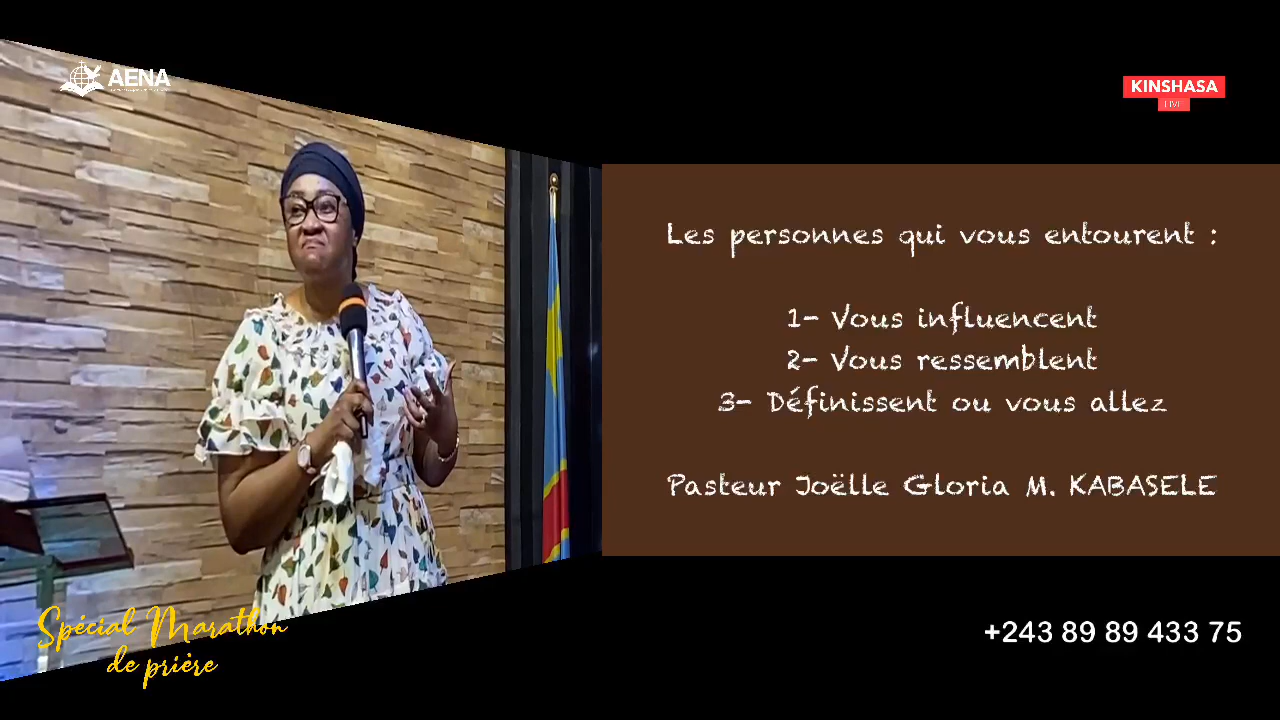 AENA
KINSHASA
LIVE
Les personnes qui vous entourent :
1- Vous influencent
2- Vous ressemblent
3- Définissent ou vous allez
Pasteur Joëlle Gloria M. KABASELE
Spécial Marathon
de prière
+243 89 89 433 75